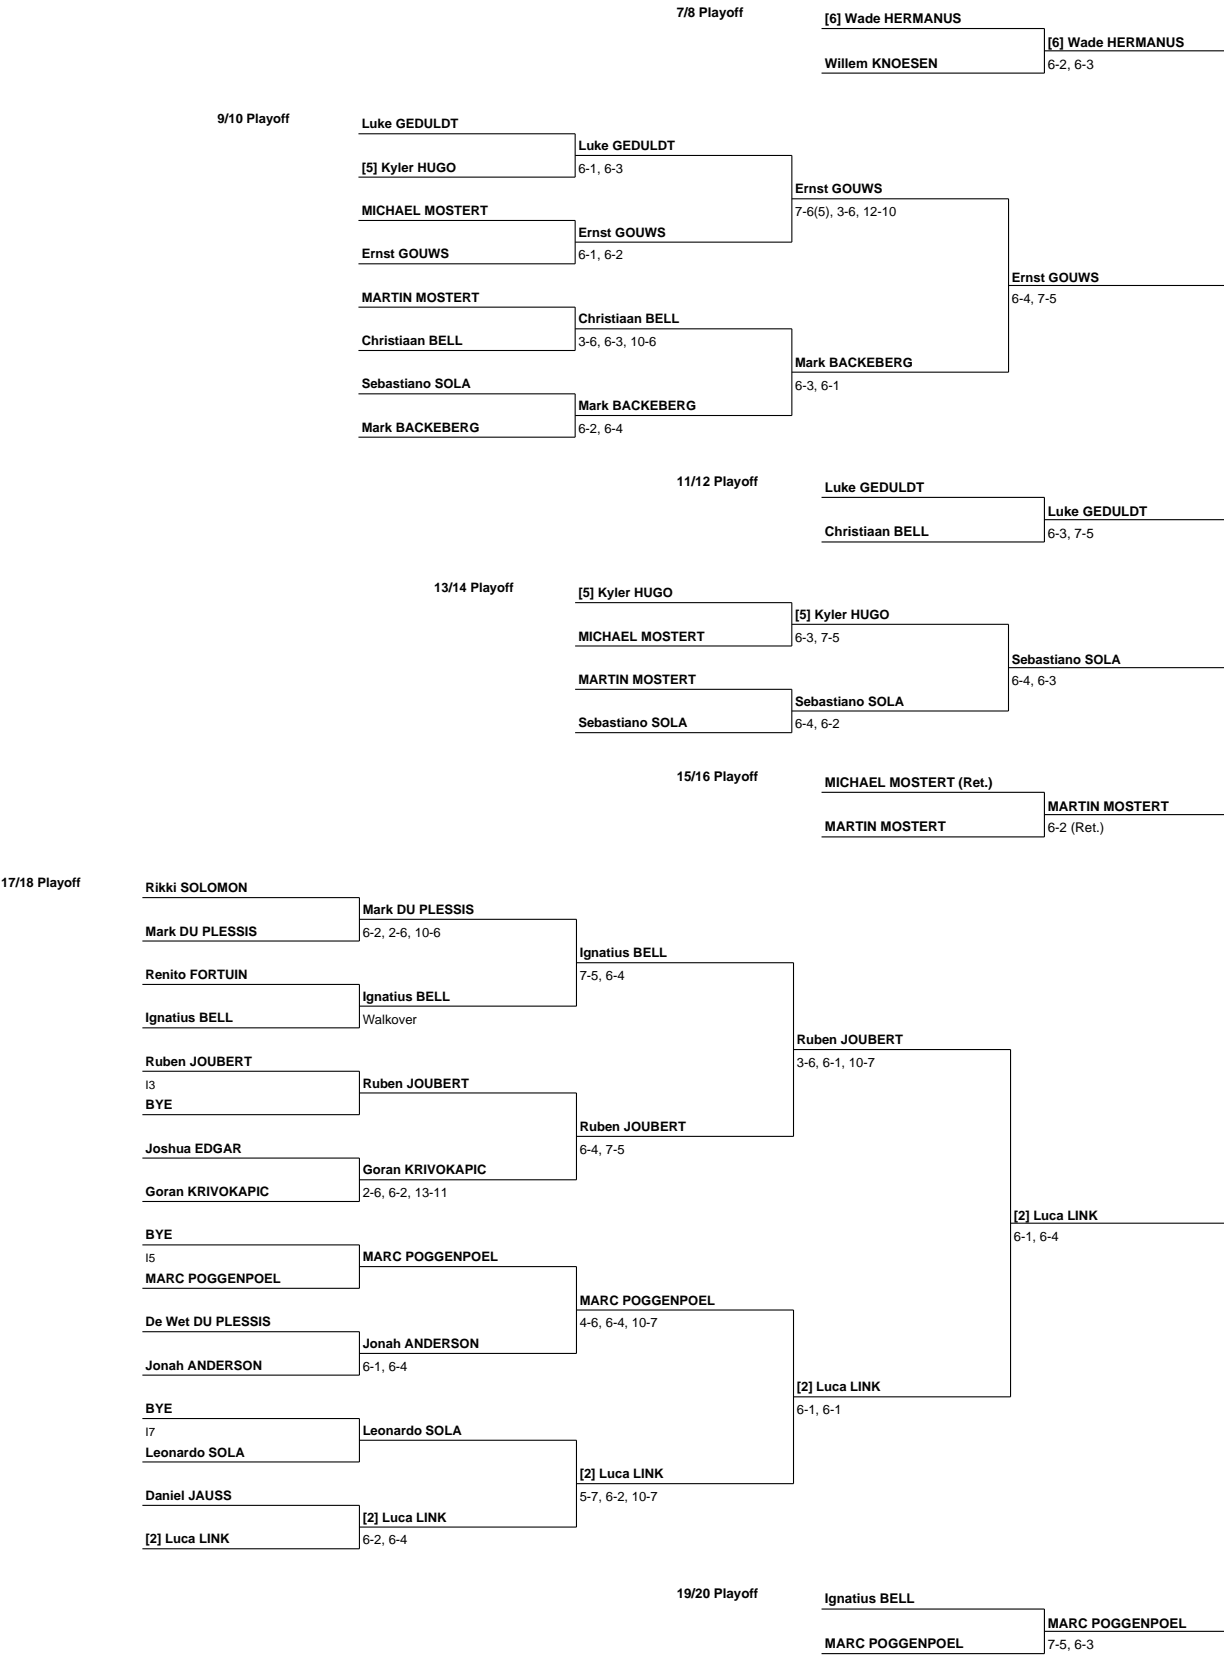 7/8 Playoff
[6] Wade HERMANUS
[6] Wade HERMANUS
Willem KNOESEN
6-2, 6-3
9/10 Playoff
Luke GEDULDT
Luke GEDULDT
[5] Kyler HUGO
6-1, 6-3
Ernst GOUWS
MICHAEL MOSTERT
7-6(5), 3-6, 12-10
Ernst GOUWS
Ernst GOUWS
6-1, 6-2
Ernst GOUWS
MARTIN MOSTERT
6-4, 7-5
Christiaan BELL
Christiaan BELL
3-6, 6-3, 10-6
Mark BACKEBERG
Sebastiano SOLA
6-3, 6-1
Mark BACKEBERG
Mark BACKEBERG
6-2, 6-4
11/12 Playoff
Luke GEDULDT
Luke GEDULDT
Christiaan BELL
6-3, 7-5
13/14 Playoff
[5] Kyler HUGO
[5] Kyler HUGO
MICHAEL MOSTERT
6-3, 7-5
Sebastiano SOLA
MARTIN MOSTERT
6-4, 6-3
Sebastiano SOLA
Sebastiano SOLA
6-4, 6-2
15/16 Playoff
MICHAEL MOSTERT (Ret.)
MARTIN MOSTERT
MARTIN MOSTERT
6-2 (Ret.)
17/18 Playoff
Rikki SOLOMON
Mark DU PLESSIS
Mark DU PLESSIS
6-2, 2-6, 10-6
Ignatius BELL
Renito FORTUIN
7-5, 6-4
Ignatius BELL
Ignatius BELL
Walkover
Ruben JOUBERT
Ruben JOUBERT
3-6, 6-1, 10-7
I3
Ruben JOUBERT
BYE
Ruben JOUBERT
Joshua EDGAR
6-4, 7-5
Goran KRIVOKAPIC
Goran KRIVOKAPIC
2-6, 6-2, 13-11
[2] Luca LINK
BYE
6-1, 6-4
I5
MARC POGGENPOEL
MARC POGGENPOEL
MARC POGGENPOEL
De Wet DU PLESSIS
4-6, 6-4, 10-7
Jonah ANDERSON
Jonah ANDERSON
6-1, 6-4
[2] Luca LINK
BYE
6-1, 6-1
I7
Leonardo SOLA
Leonardo SOLA
[2] Luca LINK
Daniel JAUSS
5-7, 6-2, 10-7
[2] Luca LINK
[2] Luca LINK
6-2, 6-4
19/20 Playoff
Ignatius BELL
MARC POGGENPOEL
MARC POGGENPOEL
7-5, 6-3